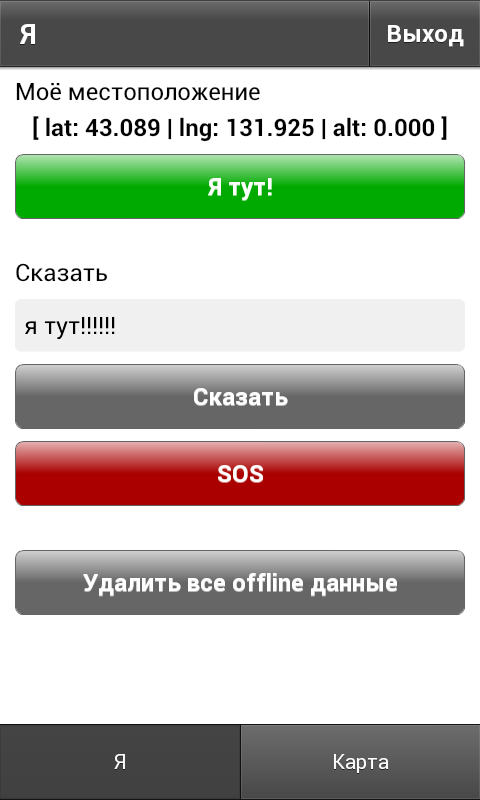 Я
Выход
Моё местоположение
[ lat: 43.089 | lng: 131.925 | alt: 0.000 ]
Я тут!
Сказать
я тут!!!!!!
Сказать
SOS
Удалить все offline данные
Я
Карта